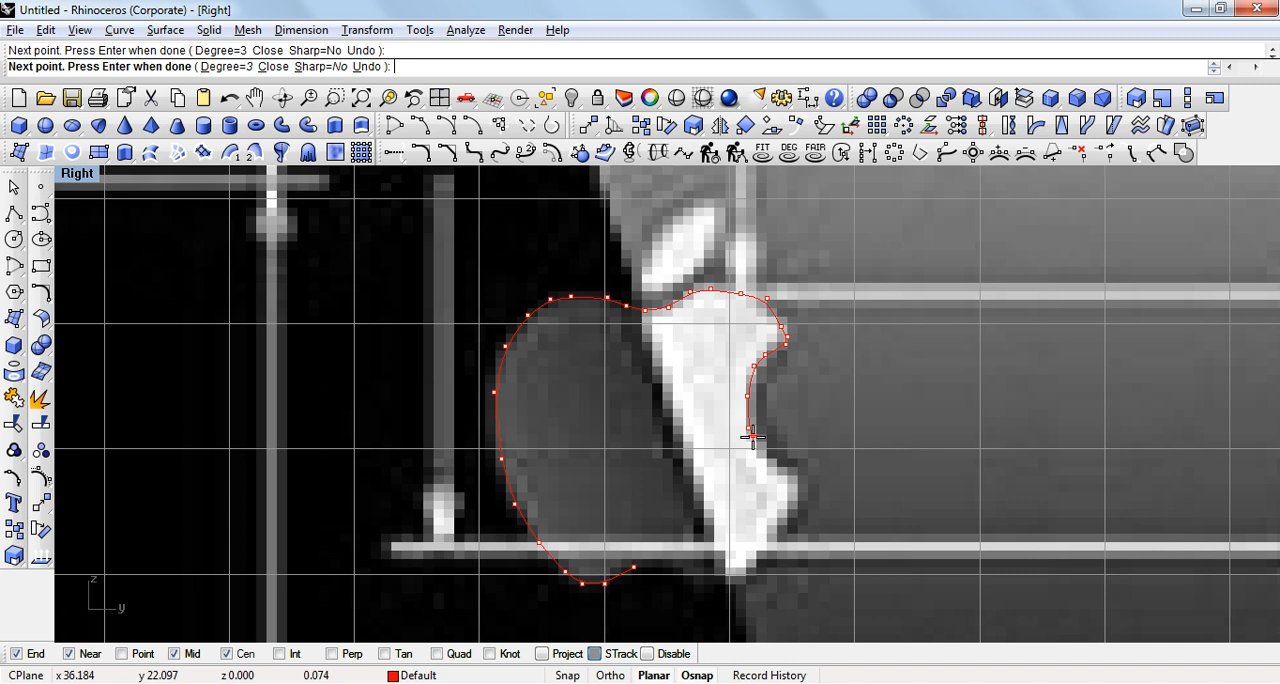 Untitled - Rhinoceros (Corporate) - [Right]
File Edit View Curve Surface Solid Mesh Dimension Transform Tools Analyze Render Help
Next point. Press Enter when done ( Degree=3 Close Sharp=No Undo ):
Next point. Press Enter when done ( Degree=3 Close Sharp=No Undo ):
FIT DEG FAIR
Right
z
y
End Near Point Mid Cen Int Perp Tan Quad Knot Project STrack Disable
CPlane x 36.184 y 22.097 z 0.000 0.074 Default Snap Ortho Planar Osnap Record History